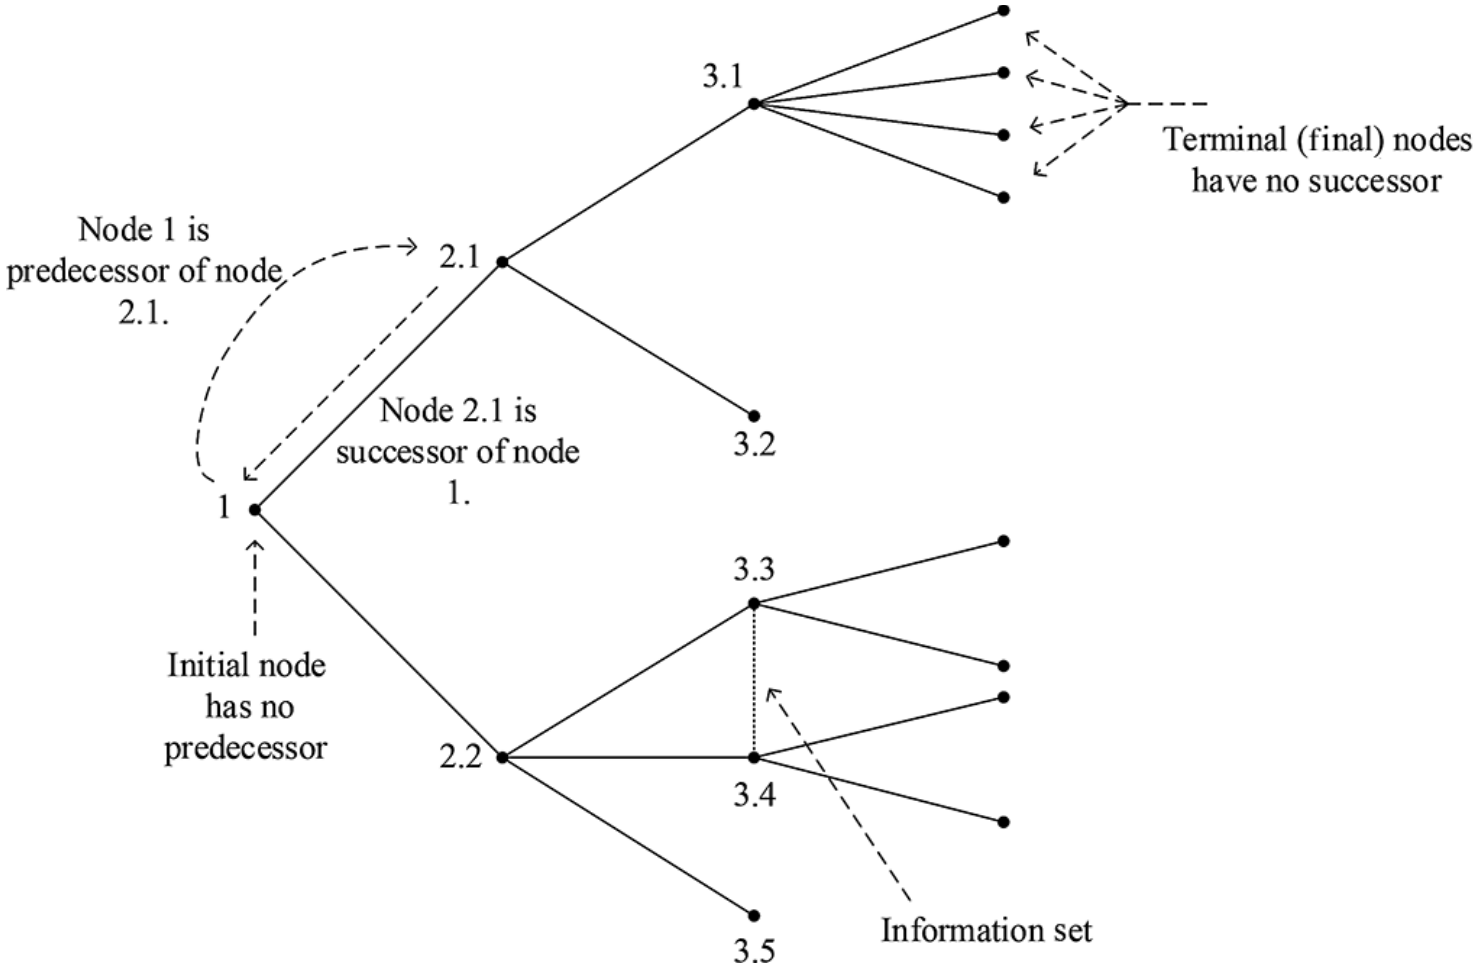 3.1
Terminal (final) nodes
have no successor
Node 1 is
predecessor of node
2.1.
2.1
Node 2.1 is
successor of node
1.
3.2
1
3.3
Initial node
has no
predecessor
2.2
3.4
Information set
3.5